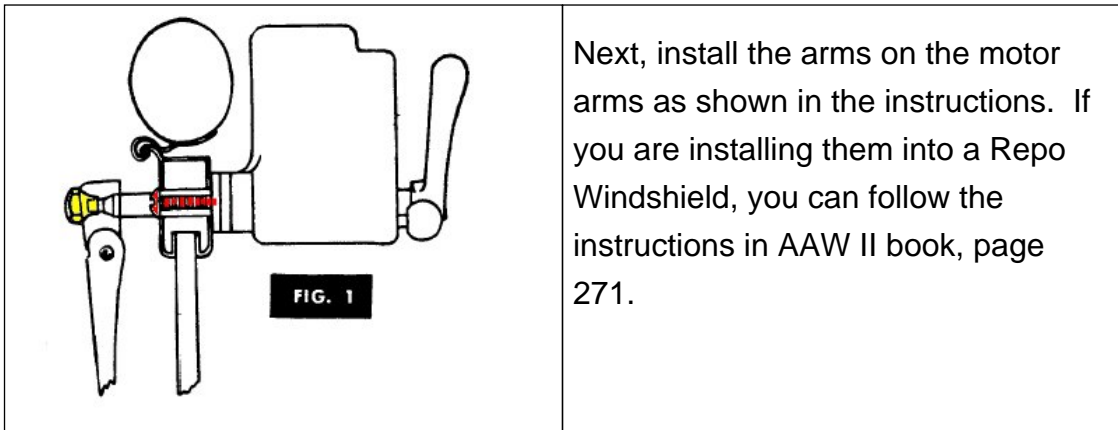 FIG. 1
Next, install the arms on the motor
arms as shown in the instructions.  If
you are installing them into a Repo
Windshield, you can follow the
instructions in AAW II book, page
271.